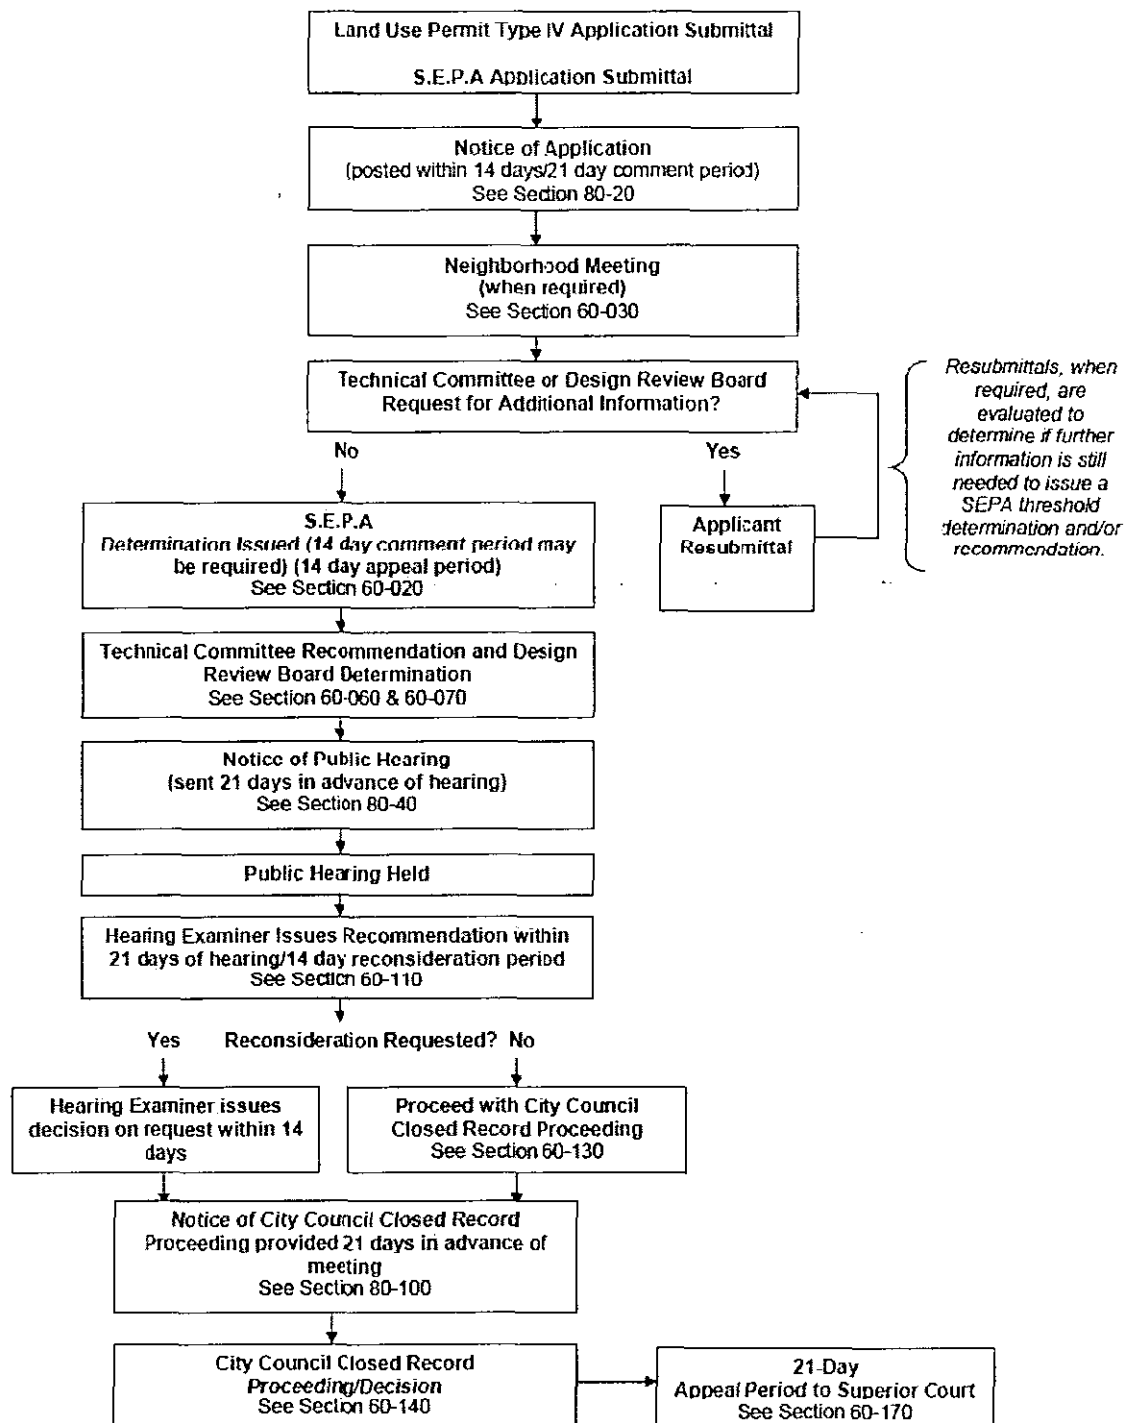 Land Use Permit Type IV Application Submittal
S.E.P.A Application Submittal
Notice of Application
(posted within 14 days/21 day comment period)
See Section 80-20
Neighborhood Meeting
(when required)
See Section 60-030
Technical Committee or Design Review Board
Request for Additional Information?
Resubmittals, when
required, are
evaluated to
determine if further
information is still
needed to issue a
SEPA threshold
determination and/or
recommendation.
No
Yes
S.E.P.A
Determination Issued (14 day comment period may
be required) (14 day appeal period)
See Section 60-020
Applicant
Resubmittal
Technical Committee Recommendation and Design
Review Board Determination
See Section 60-060 & 60-070
Notice of Public Hearing
(sent 21 days in advance of hearing)
See Section 80-40
Public Hearing Held
Hearing Examiner Issues Recommendation within
21 days of hearing/14 day reconsideration period
See Section 60-110
Yes Reconsideration Requested? No
Hearing Examiner issues
decision on request within 14
days
Proceed with City Council
Closed Record Proceeding
See Section 60-130
Notice of City Council Closed Record
Proceeding provided 21 days in advance of
meeting
See Section 80-100
City Council Closed Record
Proceeding/Decision
See Section 60-140
21-Day
Appeal Period to Superior Court
See Section 60-170